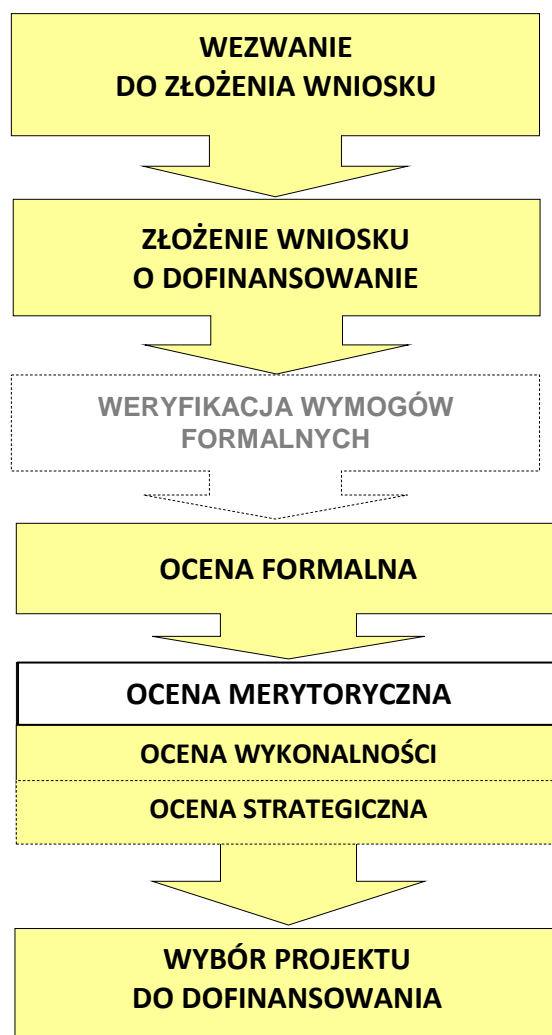 WEZWANIE
DO ZŁOŻENIA WNIOSKU
ZŁOŻENIE WNIOSKU
O DOFINANSOWANIE
WERYFIKACJA WYMOGÓW
FORMALNYCH
OCENA FORMALNA
OCENA MERYTORYCZNA
OCENA WYKONALNOŚCI
OCENA STRATEGICZNA
WYBÓR PROJEKTU
DO DOFINANSOWANIA